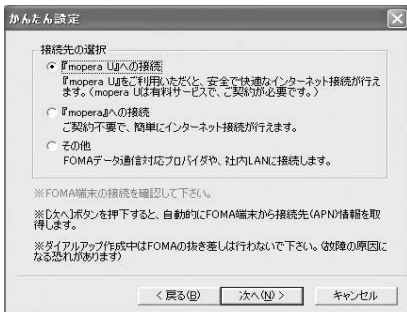 かんたん設定
接続先の選択
『mopera U』への接続
『mopera U』をご利用いただくと、安全で快適なインターネット接続が行え
ます。(mopera Uは有料サービスで、ご契約が必要です。)
『mopera』への接続
ご契約不要で、簡単にインターネット接続が行えます。
その他
FOMAデータ通信対応プロバイダや、社内LANに接続します。
※FOMA端末の接続を確認して下さい。
※[次へ]ボタンを押下すると、自動的にFOMA端末から接続先(APN)情報を取
得します。
※ダイアルアップ作成中はFOMAの抜き差しは行わないで下さい。(故障の原因に
なる恐れがあります)
< 戻る(B)
次へ(N) >
キャンセル